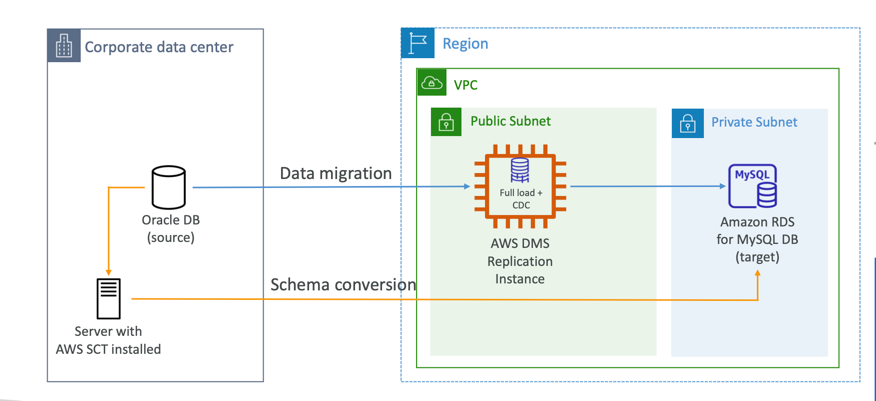 Corporate data center
Region
VPC
Public Subnet
Private Subnet
Data migration
Full load +
CDC
MySQL
Oracle DB
(source)
AWS DMS
Replication
Instance
Amazon RDS
for MySQL DB
(target)
Schema conversion
Server with
AWS SCT installed